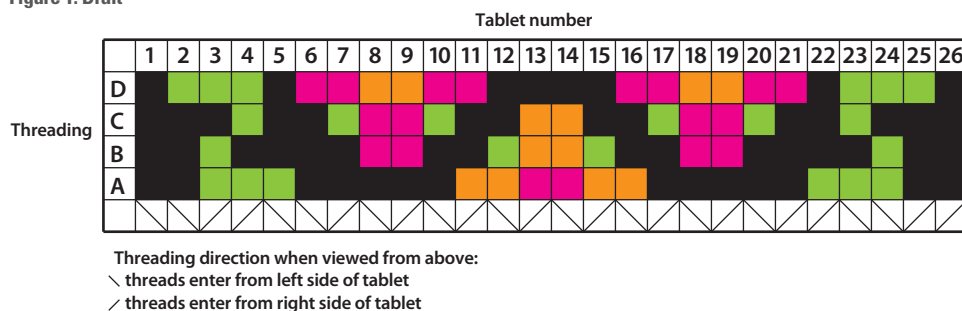 Figure 1: Draft
Tablet number
1 2 3 4 5 6 7 8 9 10 11 12 13 14 15 16 17 18 19 20 21 22 23 24 25 26
D
C
Threading
B
A
Threading direction when viewed from above:
\ threads enter from left side of tablet
/ threads enter from right side of tablet